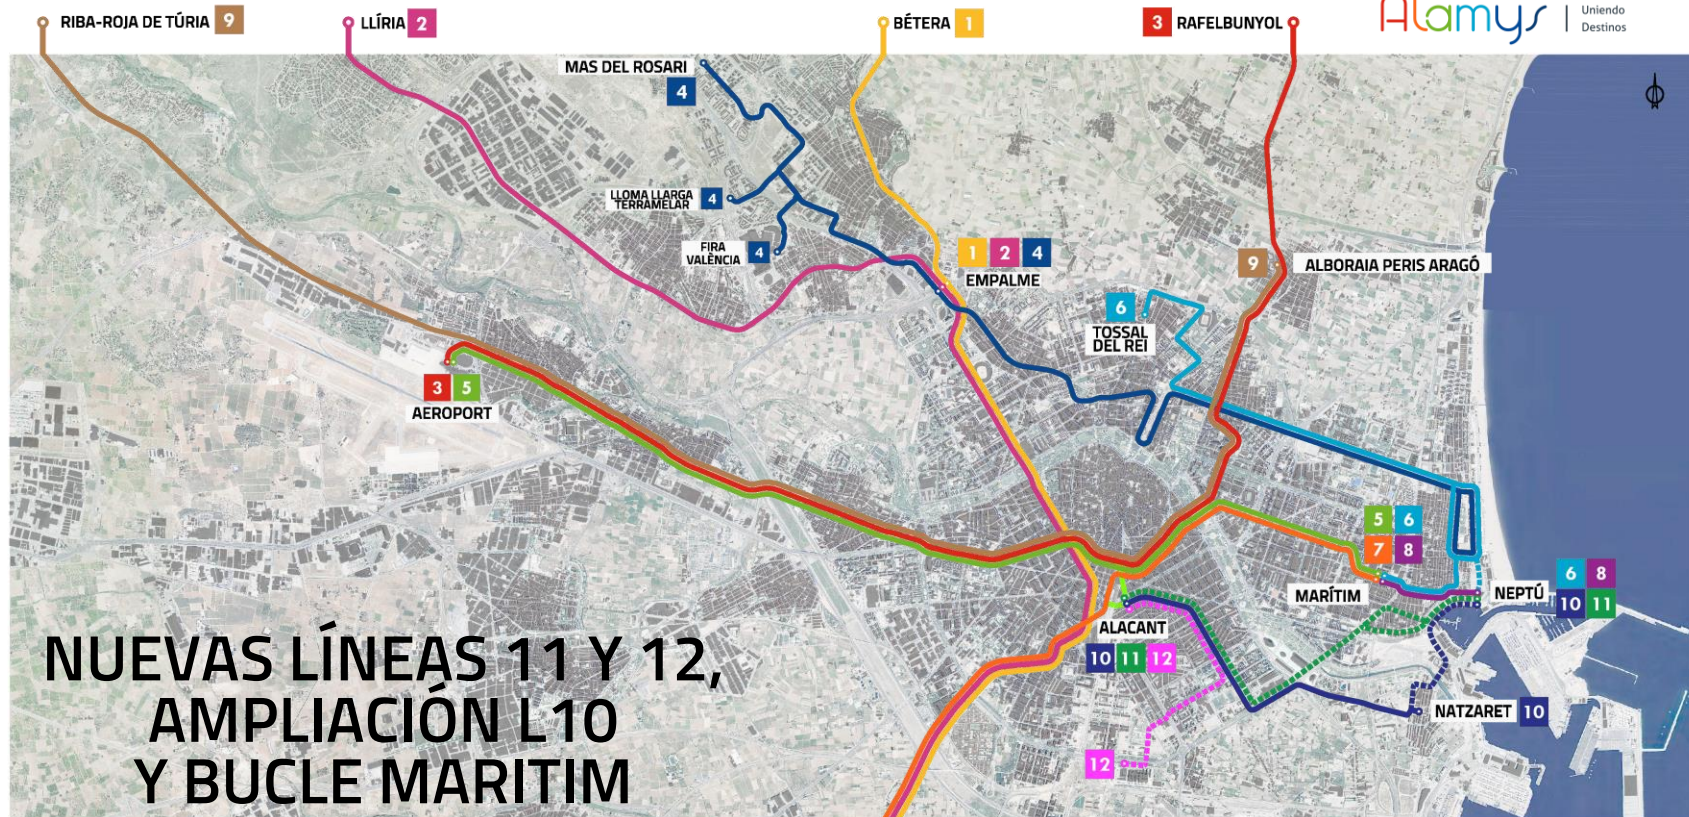 RIBA-ROJA DE TÚRIA 9
LLÍRIA 2
BÉTERA 1
3 RAFELBUNYOL
Alamys
Uniendo
Destinos
MAS DEL ROSARI
4
LLOMA LLARGA
TERRAMELAR
4
FIRA
VALÈNCIA
4
1 2 4
EMPALME
9 ALBORAIA PERIS ARAGÓ
6
TOSSAL
DEL REI
3 5
AEROPORT
5 6
7 8
MARÍTIM
NEPTÚ
6 8
10 11
ALACANT
10 11 12
NATZARET 10
12
NUEVAS LÍNEAS 11 Y 12,
AMPLIACIÓN L10
Y BUCLE MARITIM